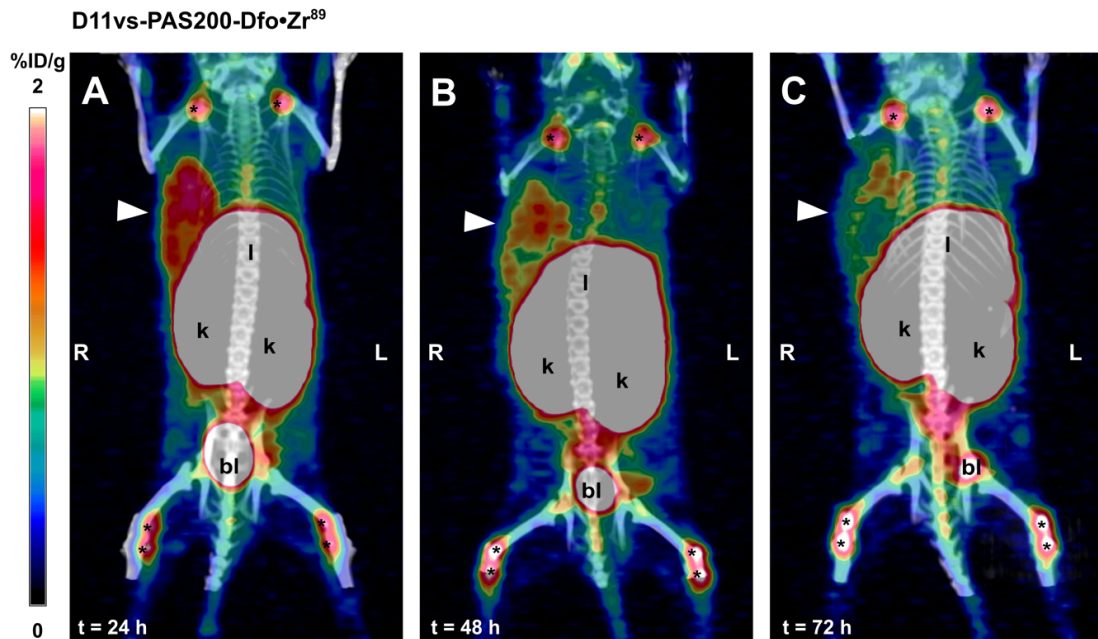 D11vs-PAS200-Dfo•Zr⁸⁹
%ID/g
2
0
A
*
*
l
k
k
R
L
bl
*
*
*
*
t = 24 h
B
*
*
l
k
k
R
L
bl
*
*
*
*
t = 48 h
C
*
*
l
k
k
R
L
bl
*
*
*
*
t = 72 h